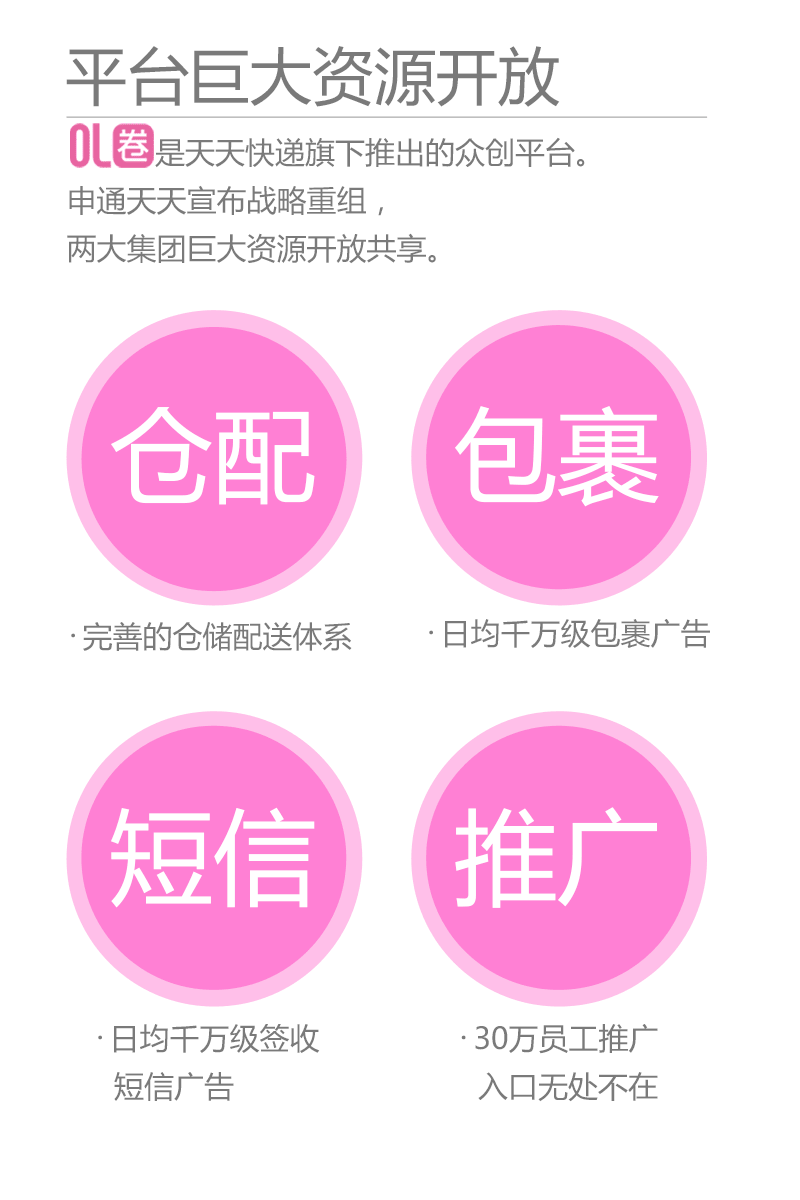 平台巨大资源开放
OL卷是天天快递旗下推出的众创平台。
申通天天宣布战略重组，
两大集团巨大资源开放共享。
仓配
包裹
·完善的仓储配送体系
·日均千万级包裹广告
短信
推广
·日均千万级签收
短信广告
·30万员工推广
入口无处不在